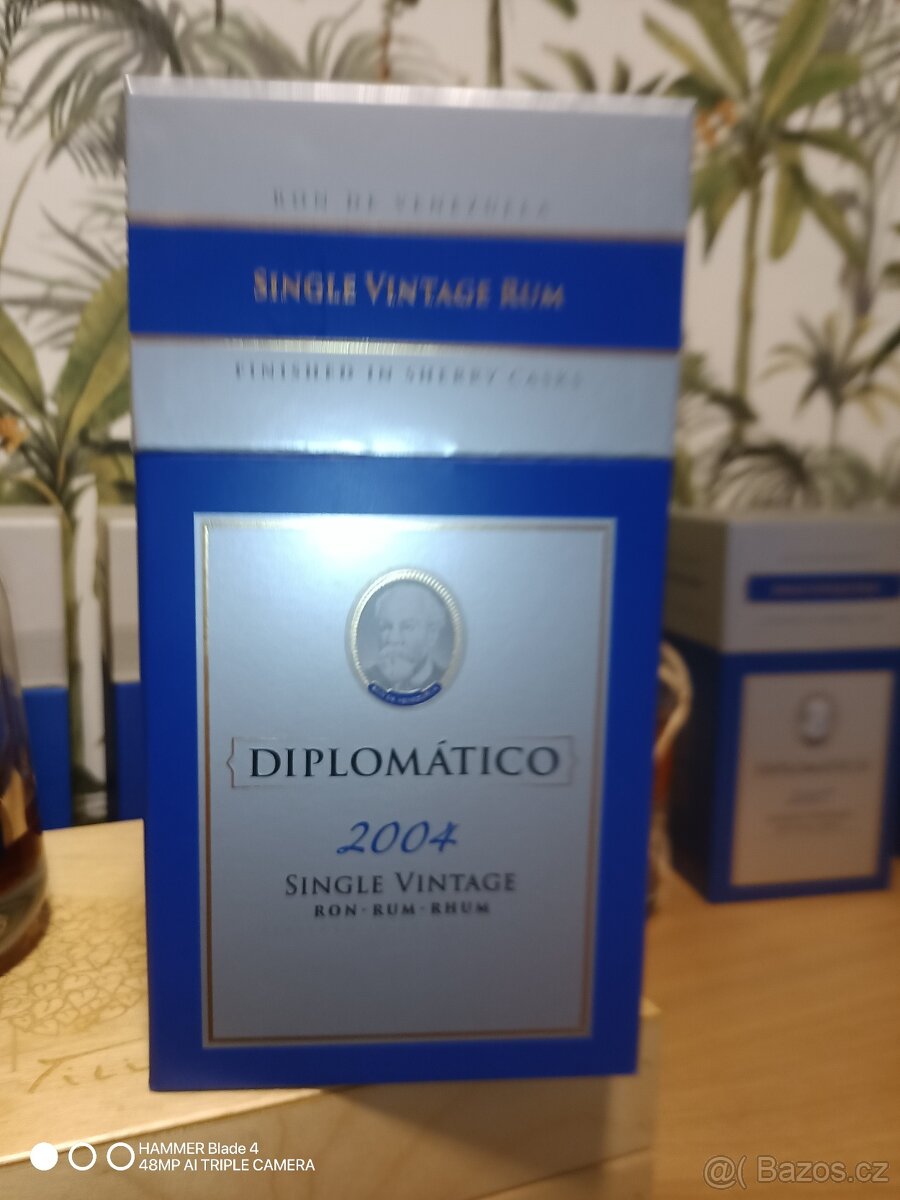 RON DE VENEZUELA
SINGLE VINTAGE RUM
FINISHED IN SHERRY CASKS
DIPLOMÁTICO
2004
SINGLE VINTAGE
RON · RUM · RHUM
DIPLOMÁTICO
HAMMER Blade 4
48MP AI TRIPLE CAMERA
@( Bazos.cz